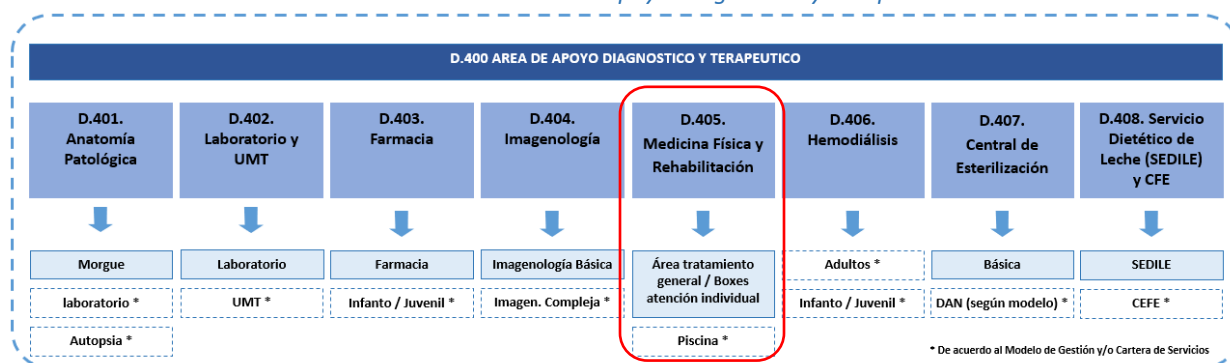 D.400 AREA DE APOYO DIAGNOSTICO Y TERAPEUTICO
D.401.
Anatomía
Patológica
D.402.
Laboratorio y
UMT
D.403.
Farmacia
D.404.
Imagenología
D.405.
Medicina Física y
Rehabilitación
D.406.
Hemodiálisis
D.407.
Central de
Esterilización
D.408. Servicio
Dietético de
Leche (SEDILE)
y CFE
Morgue
laboratorio *
Autopsia *
Laboratorio
UMT *
Farmacia
Infanto / Juvenil *
Imagenología Básica
Imagen. Compleja *
Área tratamiento
general / Boxes
atención individual
Piscina *
Adultos *
Infanto / Juvenil *
Básica
DAN (según modelo) *
SEDILE
CEFE *
* De acuerdo al Modelo de Gestión y/o Cartera de Servicios